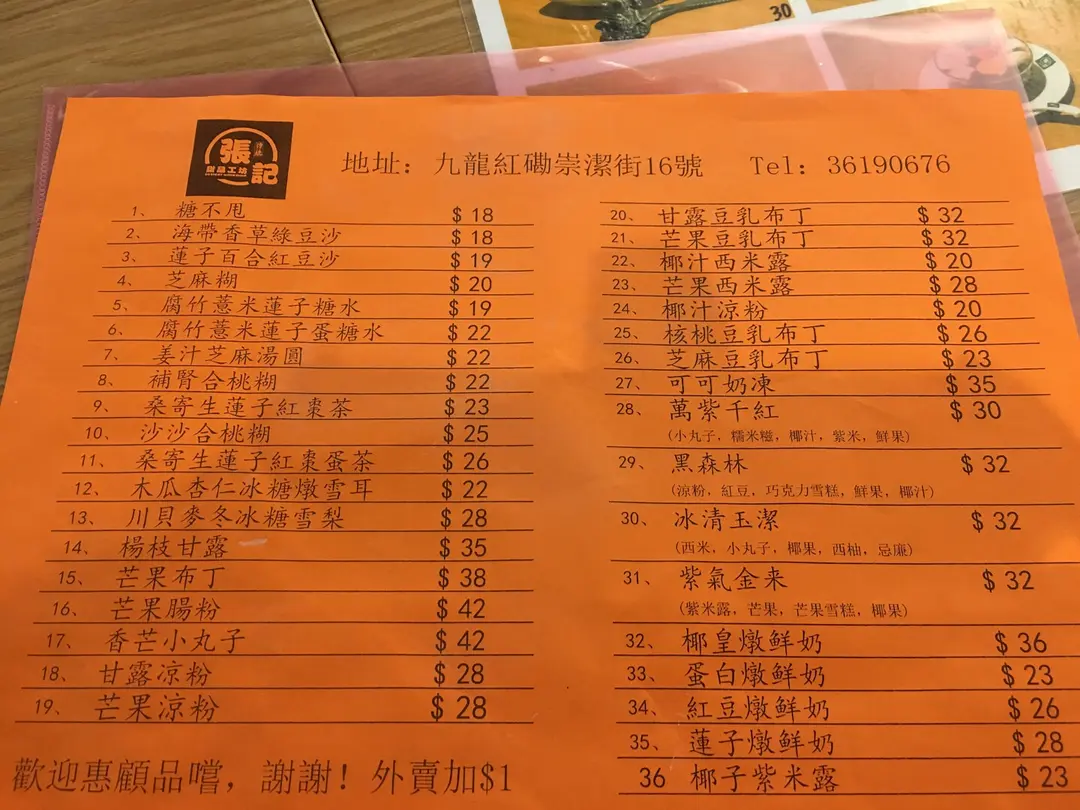 30
張記
甜品工坊
地址：九龍紅磡崇潔街16號 Tel：36190676
1、 糖不甩 $18
2、 海帶香草綠豆沙 $18
3、 蓮子百合紅豆沙 $19
4、 芝麻糊 $20
5、 腐竹薏米蓮子糖水 $19
6、 腐竹薏米蓮子蛋糖水 $22
7、 姜汁芝麻湯圓 $22
8、 補腎合桃糊 $22
9、 桑寄生蓮子紅棗茶 $23
10、 沙沙合桃糊 $25
11、 桑寄生蓮子紅棗蛋茶 $26
12、 木瓜杏仁冰糖燉雪耳 $22
13、 川貝麥冬冰糖雪梨 $28
14、 楊枝甘露 $35
15、 芒果布丁 $38
16、 芒果腸粉 $42
17、 香芒小丸子 $42
18、 甘露涼粉 $28
19、 芒果涼粉 $28
20、 甘露豆乳布丁 $32
21、 芒果豆乳布丁 $32
22、 椰汁西米露 $20
23、 芒果西米露 $28
24、 椰汁涼粉 $20
25、 核桃豆乳布丁 $26
26、 芝麻豆乳布丁 $23
27、 可可奶凍 $35
28、 萬紫千紅 $30
(小丸子，糯米糍，椰汁，紫米，鮮果)
29、 黑森林 $32
(涼粉，紅豆，巧克力雪糕，鮮果，椰汁)
30、 冰清玉潔 $32
(西米，小丸子，椰果，西柚，忌廉)
31、 紫氣金来 $32
(紫米露，芒果，芒果雪糕，椰果)
32、 椰皇燉鲜奶 $36
33、 蛋白燉鲜奶 $23
34、 紅豆燉鲜奶 $26
35、 蓮子燉鲜奶 $28
36 椰子紫米露 $23
歡迎惠顧品嚐，謝謝！外賣加$1